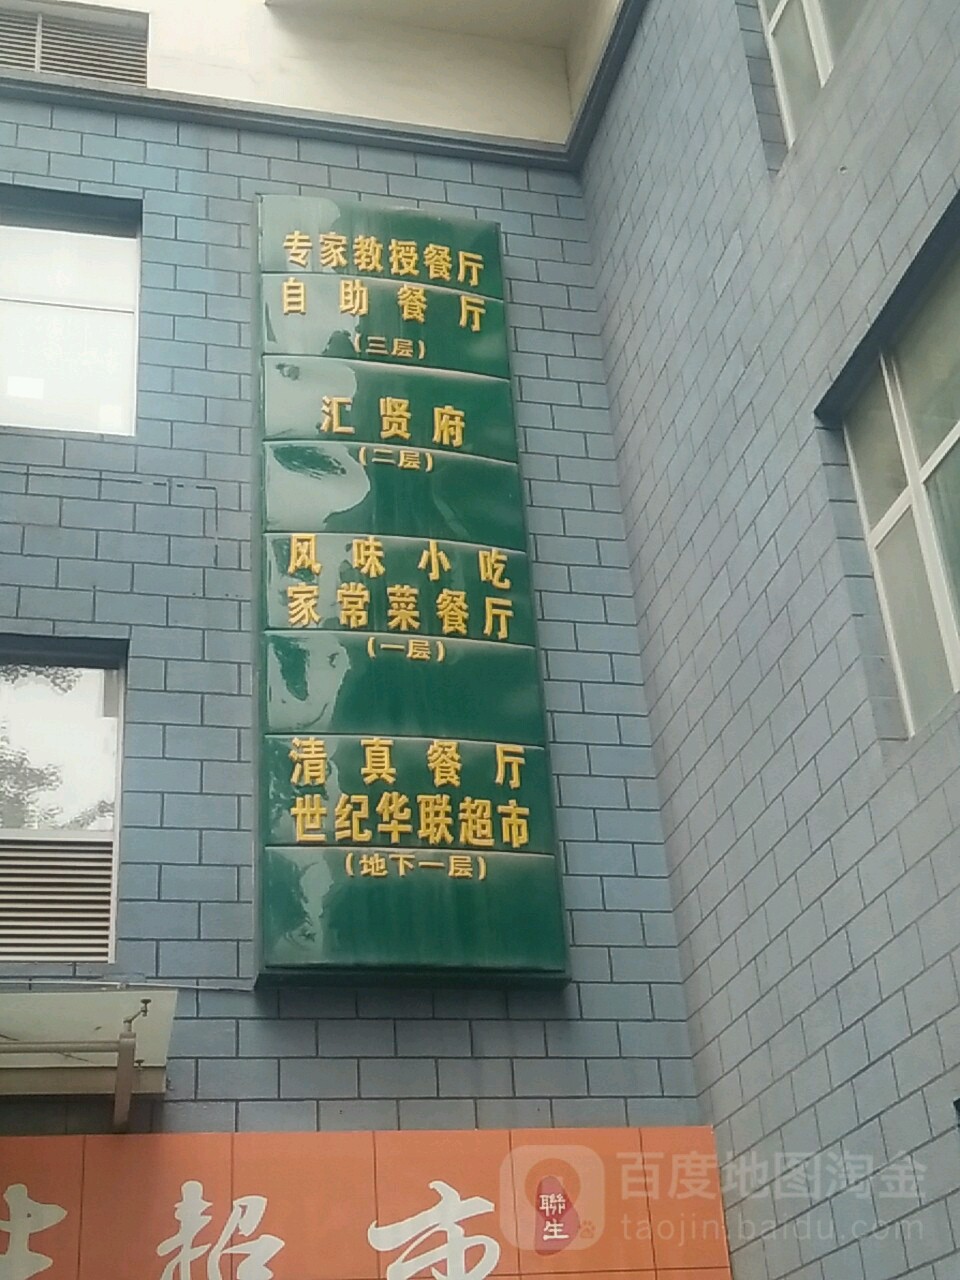 专家教授餐厅
自助餐厅
(三层)
汇贤府
(二层)
风味小吃
家常菜餐厅
(一层)
清真餐厅
世纪华联超市
(地下一层)
超市
聯生
百度地图淘金
taojin.baidu.com